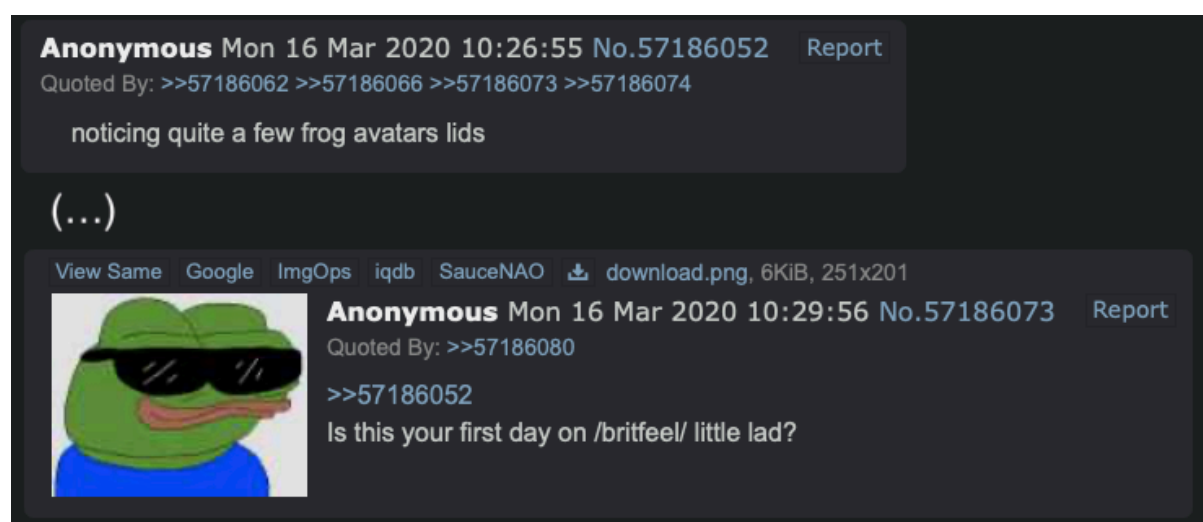 Anonymous Mon 16 Mar 2020 10:26:55 No.57186052 Report
Quoted By: >>57186062 >>57186066 >>57186073 >>57186074
noticing quite a few frog avatars lids
(...)
View Same Google ImgOps iqdb SauceNAO download.png, 6KiB, 251x201
Anonymous Mon 16 Mar 2020 10:29:56 No.57186073 Report
Quoted By: >>57186080
>>57186052
Is this your first day on /britfeel/ little lad?